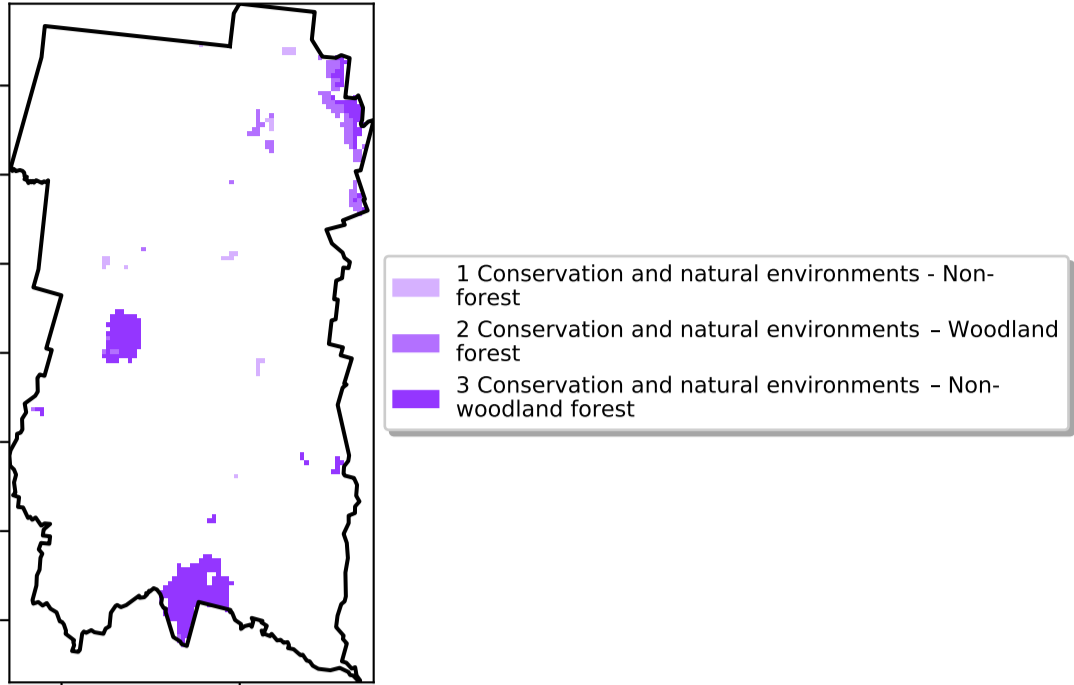 1 Conservation and natural environments - Non-
forest
2 Conservation and natural environments – Woodland
forest
3 Conservation and natural environments – Non-
woodland forest